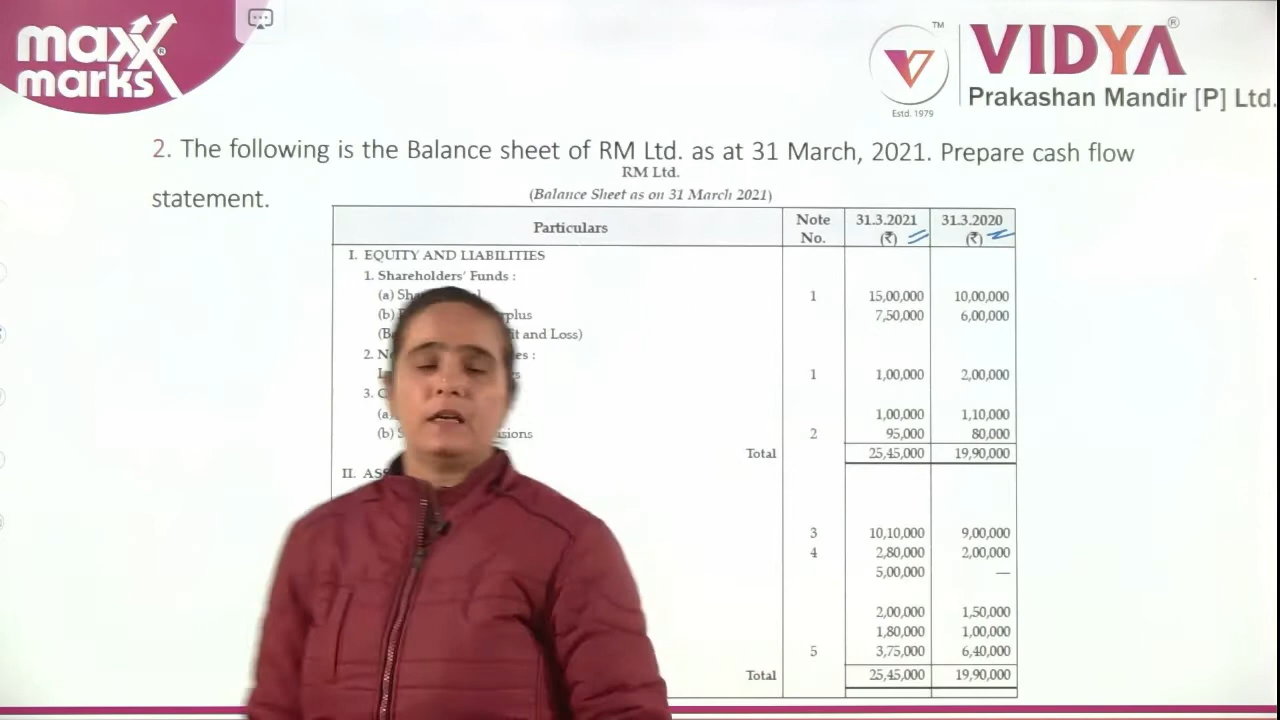 maxx
marks
Estd. 1979
TM
VIDYA
Prakashan Mandir [P] Ltd.
2. The following is the Balance sheet of RM Ltd. as at 31 March, 2021. Prepare cash flow
statement.
RM Ltd.
(Balance Sheet as on 31 March 2021)
Particulars Note No. 31.3.2021 (₹) 31.3.2020 (₹)
I. EQUITY AND LIABILITIES
1. Shareholders' Funds :
(a) 1 15,00,000 10,00,000
(b) 7,50,000 6,00,000
and Loss)
2. :
1 1,00,000 2,00,000
3.
(a) 1,00,000 1,10,000
(b) 2 95,000 80,000
Total 25,45,000 19,90,000
II.
3 10,10,000 9,00,000
4 2,80,000 2,00,000
5,00,000 —
2,00,000 1,50,000
1,80,000 1,00,000
5 3,75,000 6,40,000
Total 25,45,000 19,90,000